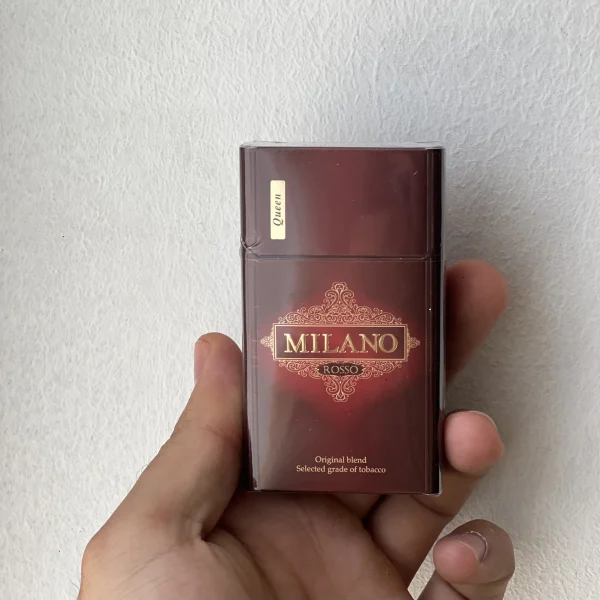 Queen
MILANO
ROSSO
Original blend
Selected grade of tobacco